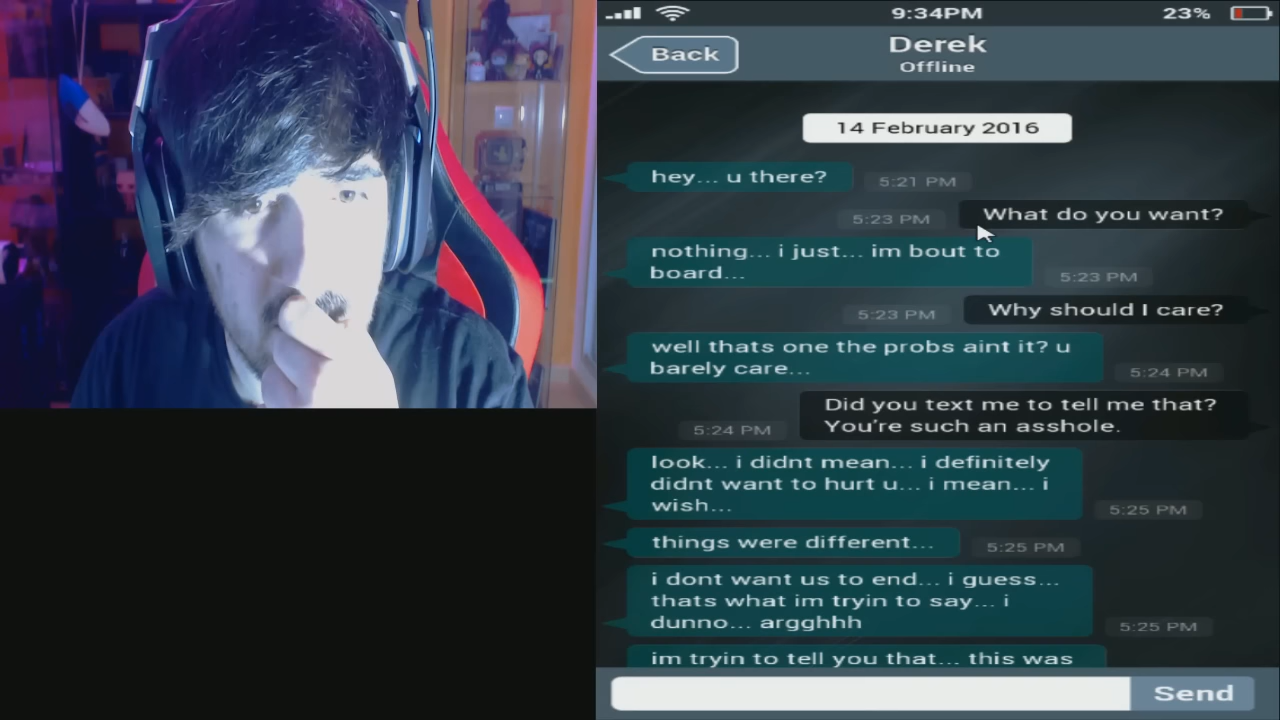 9:34PM
23%
Back
Derek
Offline
14 February 2016
hey... u there?
5:21 PM
What do you want?
5:23 PM
nothing... i just... im bout to
board...
5:23 PM
Why should I care?
5:23 PM
well thats one the probs aint it? u
barely care...
5:24 PM
Did you text me to tell me that?
You're such an asshole.
5:24 PM
look... i didnt mean... i definitely
didnt want to hurt u... i mean... i
wish...
5:25 PM
things were different...
5:25 PM
i dont want us to end... i guess...
thats what im tryin to say... i
dunno... argghhh
5:25 PM
im tryin to tell you that... this was
Send